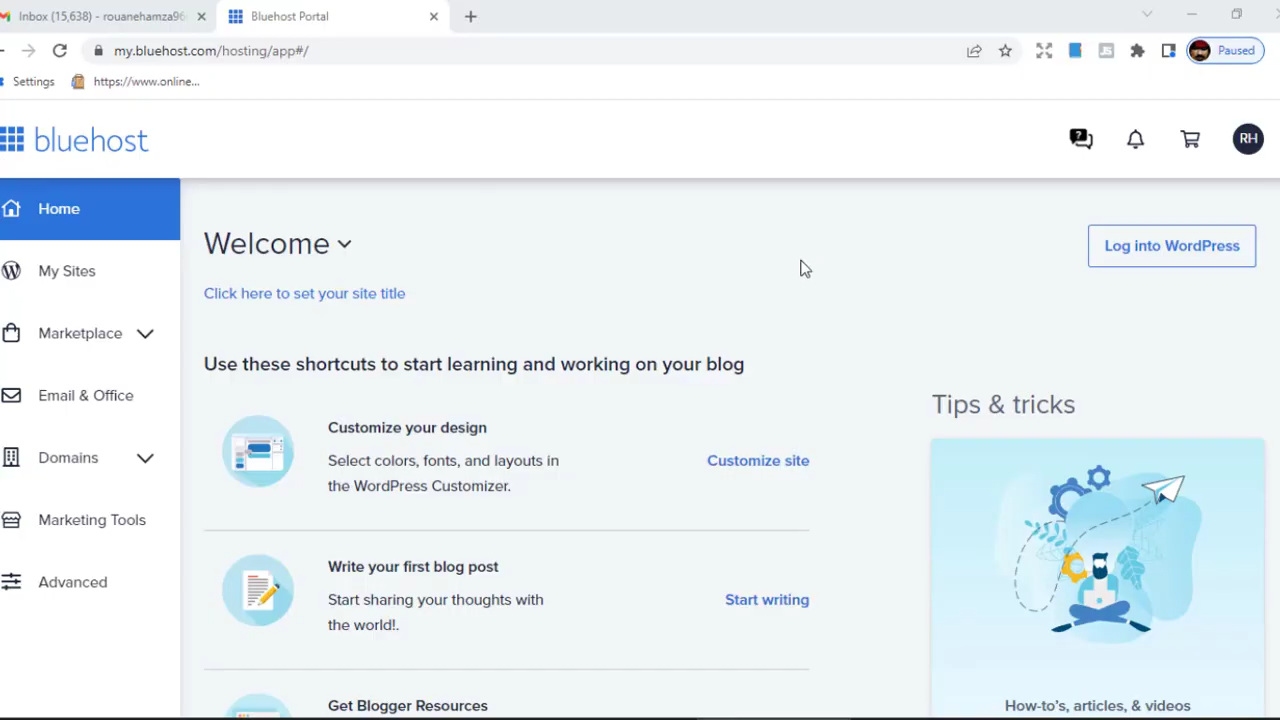 Inbox (15,638) - rouanehamza96
Bluehost Portal
my.bluehost.com/hosting/app#/
JS
Paused
Settings
https://www.online...
bluehost
?
RH
Home
My Sites
Marketplace
Email & Office
Domains
Marketing Tools
Advanced
Welcome
Log into WordPress
Click here to set your site title
Use these shortcuts to start learning and working on your blog
Customize your design
Select colors, fonts, and layouts in
the WordPress Customizer.
Customize site
Write your first blog post
Start sharing your thoughts with
the world!.
Start writing
Get Blogger Resources
Tips & tricks
How-to's, articles, & videos